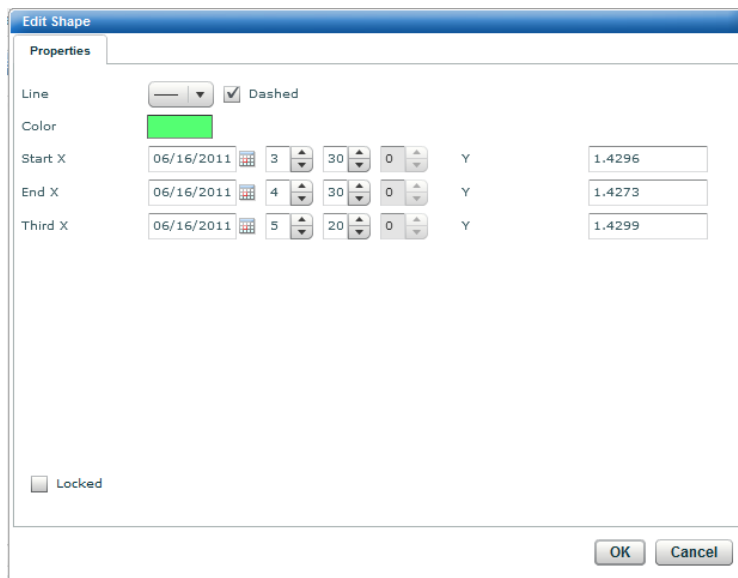 Edit Shape
Properties
Line Dashed
Color
Start X 06/16/2011 3 30 0 Y 1.4296
End X 06/16/2011 4 30 0 Y 1.4273
Third X 06/16/2011 5 20 0 Y 1.4299
Locked
OK Cancel